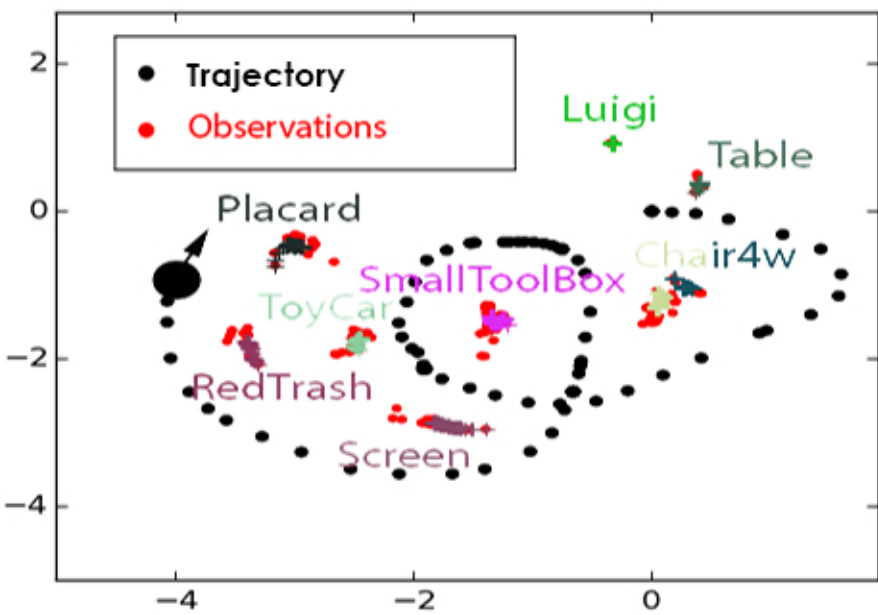 2
Trajectory
Observations
Luigi
Table
0
Placard
Chair4w
SmallToolBox
ToyCar
−2
RedTrash
Screen
−4
−4
−2
0